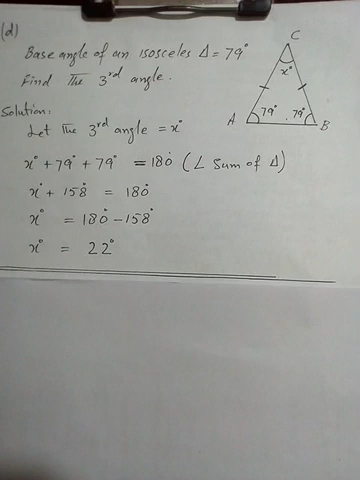 (d)
Base angle of an isosceles Δ = 79°
Find The 3rd angle.
Solution:
Let The 3rd angle = x°
x° + 79° + 79° = 180° (∠ Sum of Δ)
x° + 158° = 180°
x° = 180° - 158°
x° = 22°
C
x°
A 79° 79° B